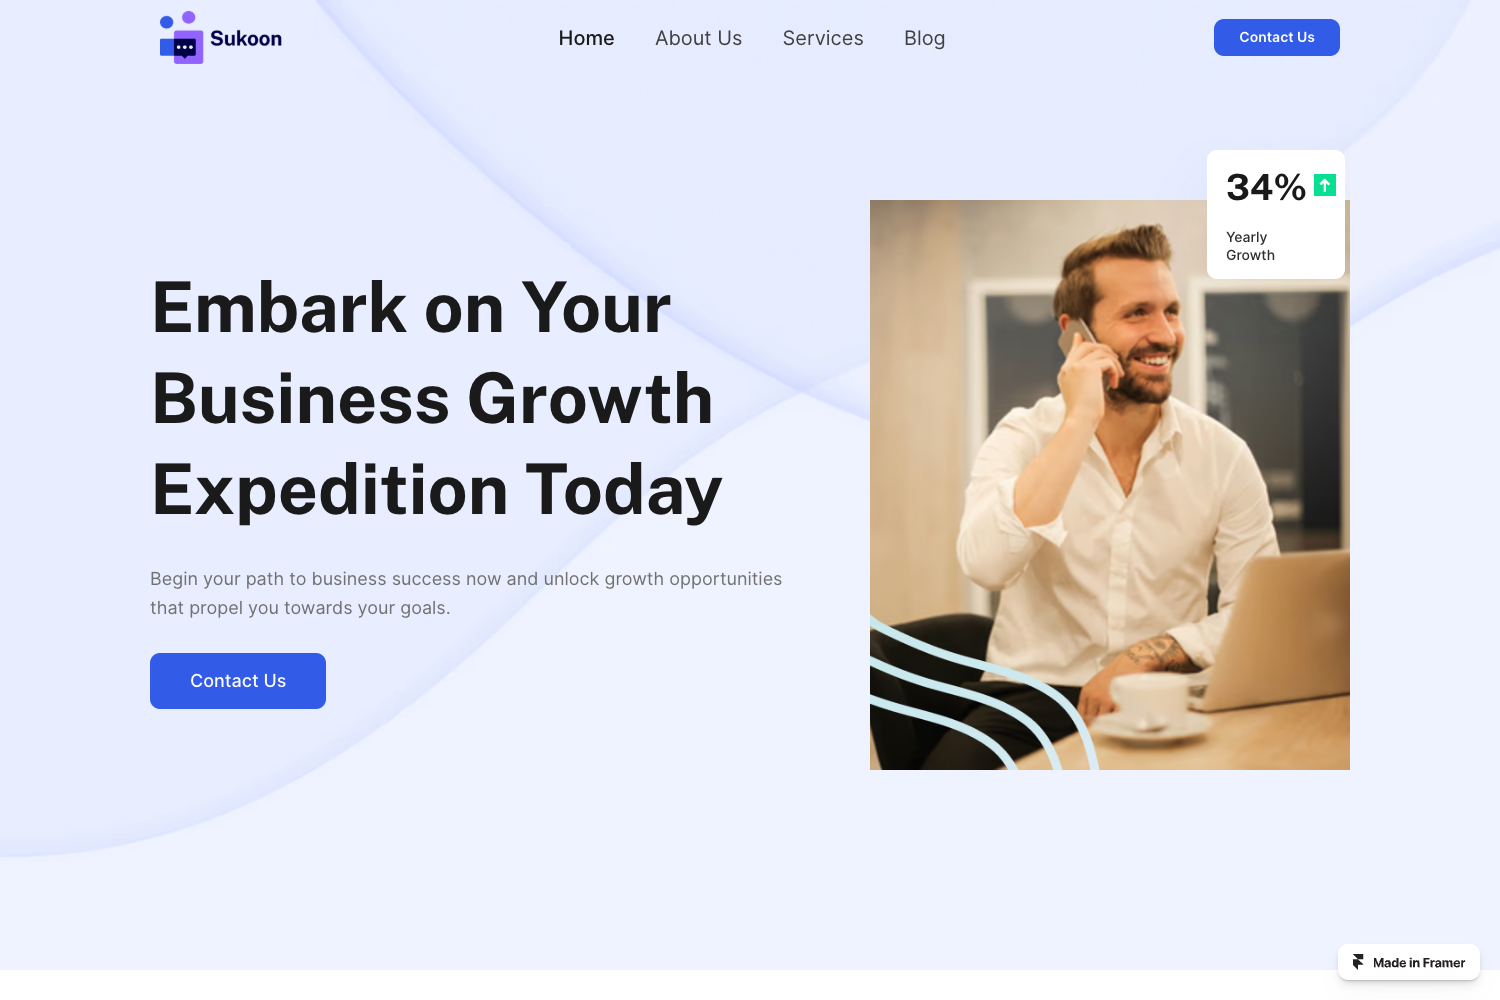 Sukoon
Home
About Us
Services
Blog
Contact Us
34%
Yearly
Growth
Embark on Your
Business Growth
Expedition Today
Begin your path to business success now and unlock growth opportunities
that propel you towards your goals.
Contact Us
Made in Framer